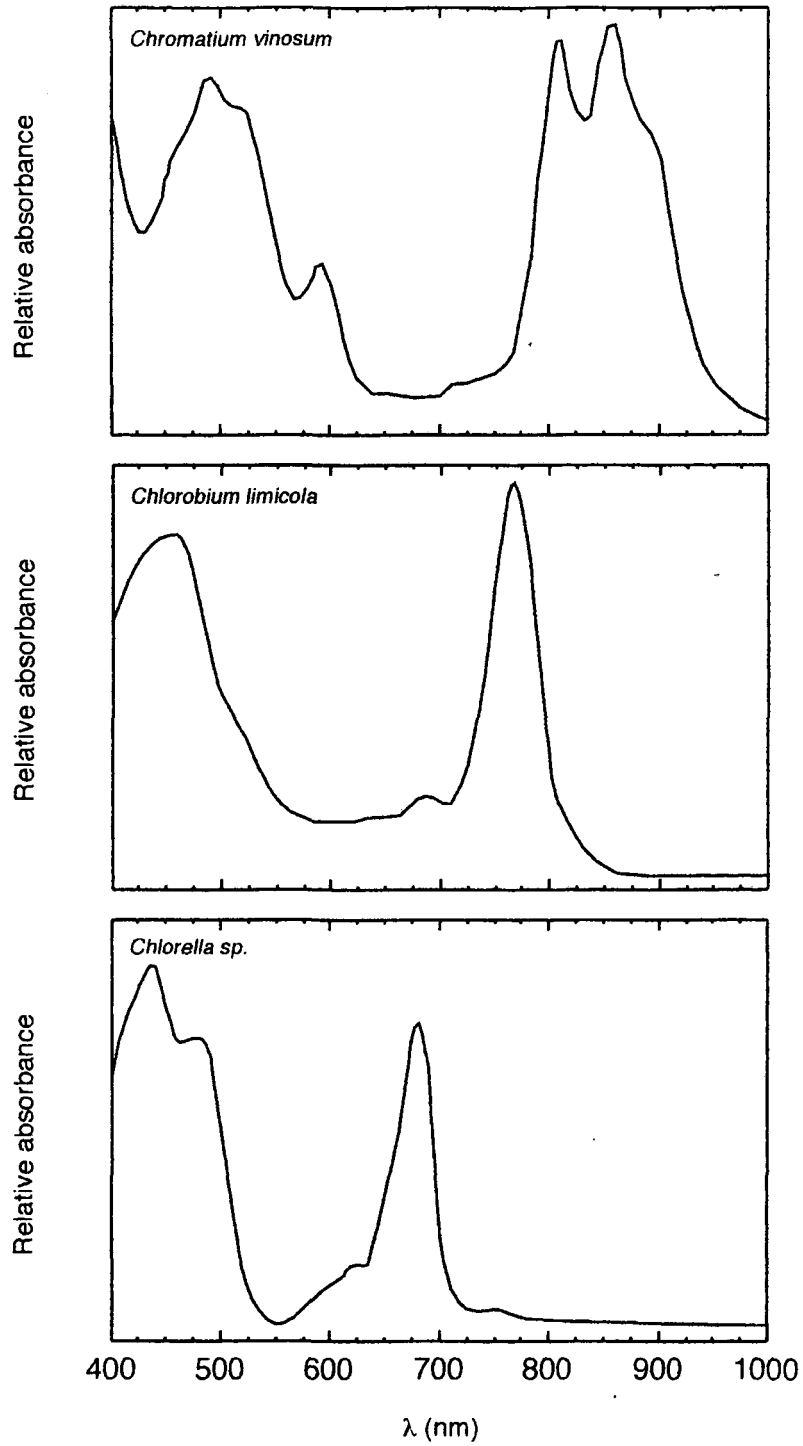 Chromatium vinosum
Relative absorbance
Chlorobium limicola
Relative absorbance
Chlorella sp.
Relative absorbance
400 500 600 700 800 900 1000
λ (nm)